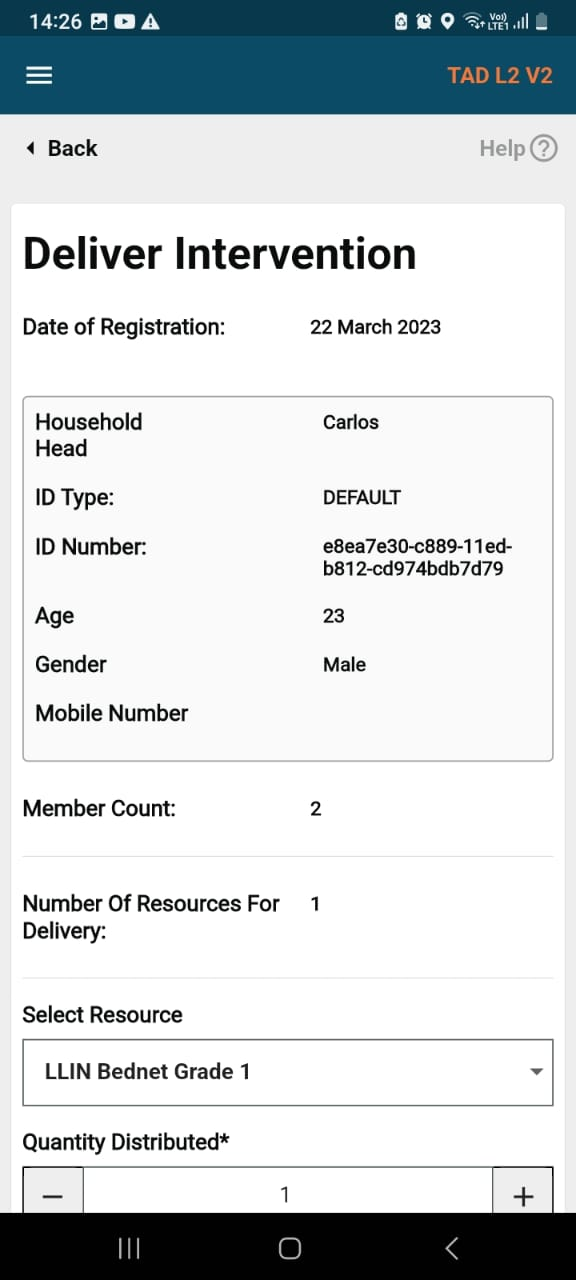 14:26
Vo)) LTE1
TAD L2 V2
Back
Help ?
Deliver Intervention
Date of Registration: 22 March 2023
Household Carlos
Head
ID Type: DEFAULT
ID Number: e8ea7e30-c889-11ed-
b812-cd974bdb7d79
Age 23
Gender Male
Mobile Number
Member Count: 2
Number Of Resources For 1
Delivery:
Select Resource
LLIN Bednet Grade 1
Quantity Distributed*
− 1 +